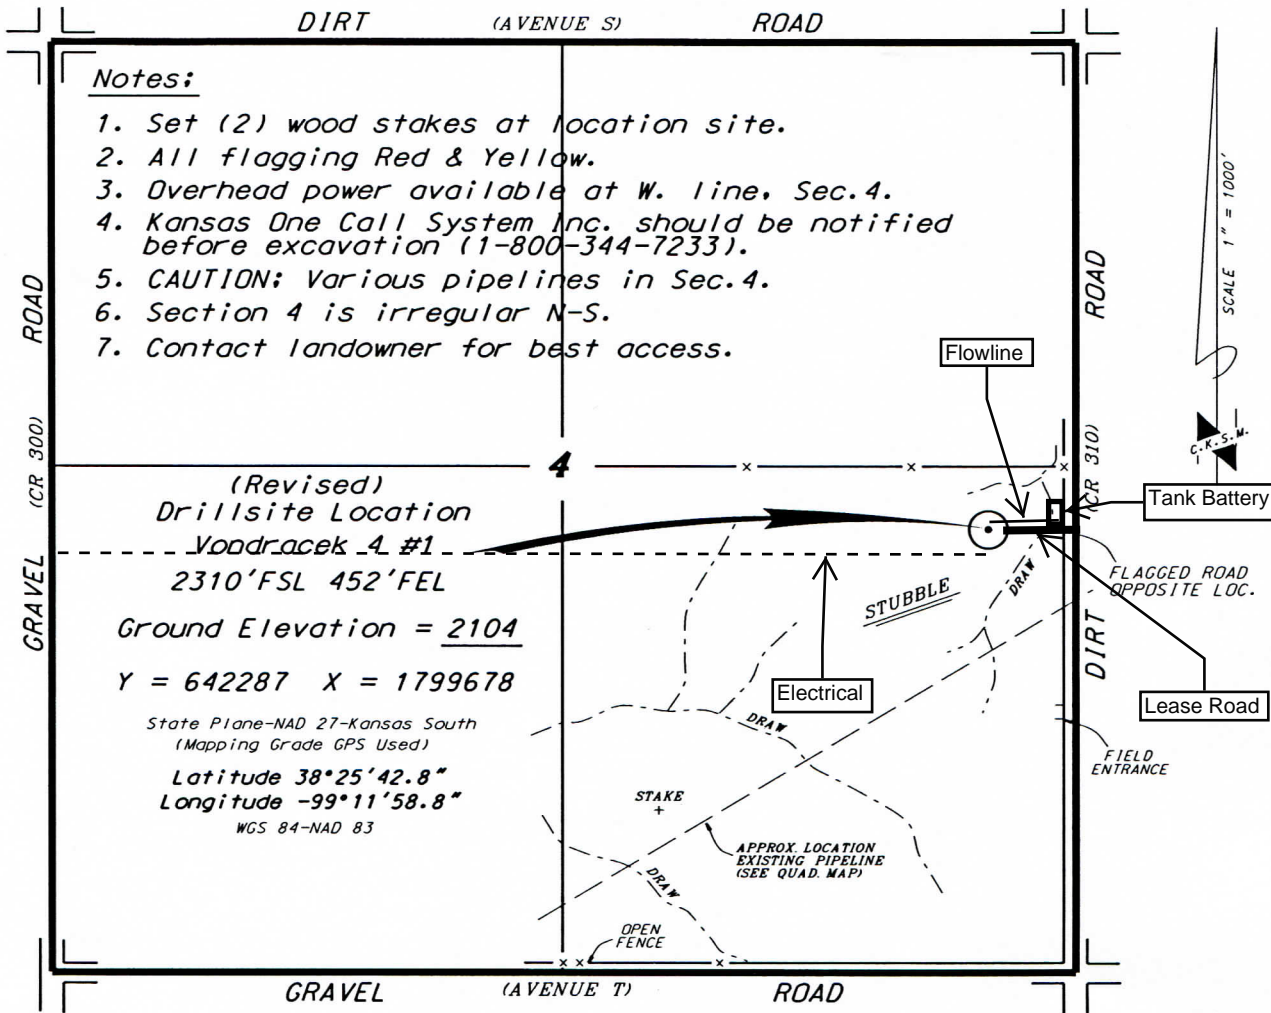 DIRT (AVENUE S) ROAD
Notes:
1. Set (2) wood stakes at location site.
2. All flagging Red & Yellow.
3. Overhead power available at W. line, Sec.4.
4. Kansas One Call System Inc. should be notified
before excavation (1-800-344-7233).
5. CAUTION: Various pipelines in Sec.4.
6. Section 4 is irregular N-S.
7. Contact landowner for best access.
SCALE 1" = 1000'
C.K.S.M.
GRAVEL (CR 300) ROAD
DIRT (CR 310) ROAD
Flowline
4
Tank Battery
(Revised)
Drillsite Location
Vondracek 4 #1
2310'FSL 452'FEL
Ground Elevation = 2104
Y = 642287 X = 1799678
State Plane-NAD 27-Kansas South
(Mapping Grade GPS Used)
Latitude 38°25'42.8"
Longitude -99°11'58.8"
WGS 84-NAD 83
STUBBLE
DRAW
FLAGGED ROAD
OPPOSITE LOC.
Electrical
Lease Road
DRAW
FIELD
ENTRANCE
STAKE
APPROX. LOCATION
EXISTING PIPELINE
(SEE QUAD. MAP)
DRAW
OPEN
FENCE
GRAVEL (AVENUE T) ROAD